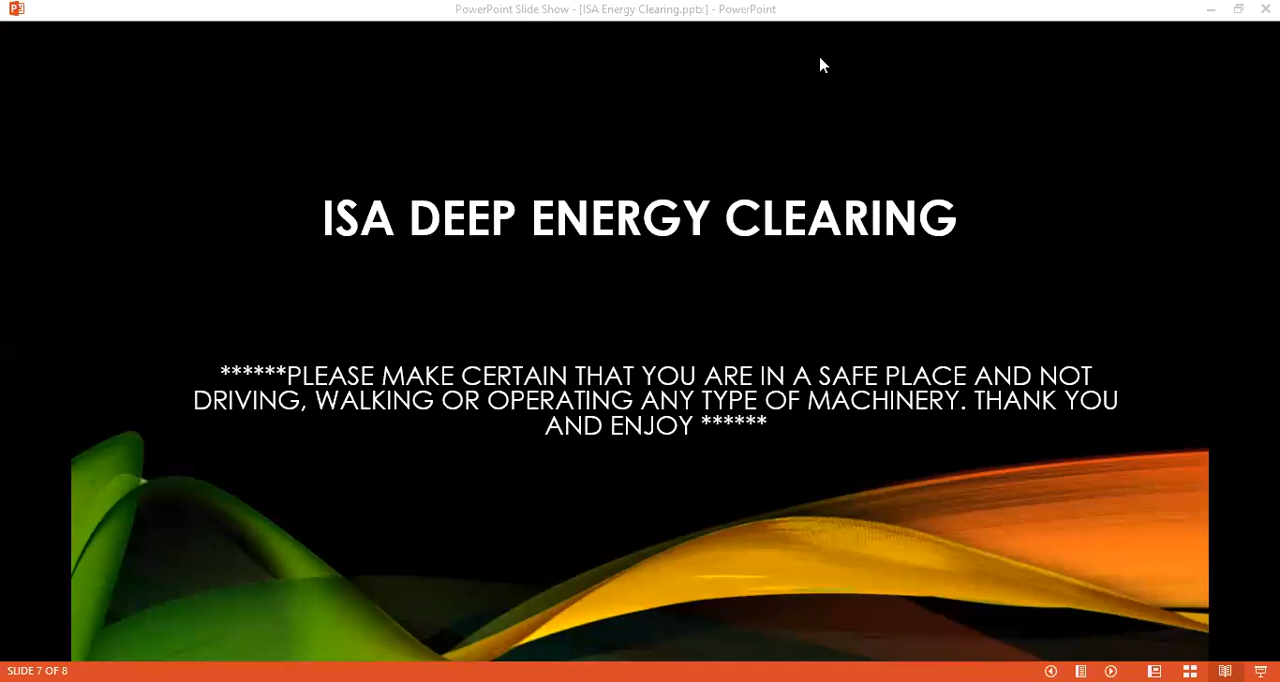 PowerPoint Slide Show - [ISA Energy Clearing.pptx] - PowerPoint
ISA DEEP ENERGY CLEARING
******PLEASE MAKE CERTAIN THAT YOU ARE IN A SAFE PLACE AND NOT
DRIVING, WALKING OR OPERATING ANY TYPE OF MACHINERY. THANK YOU
AND ENJOY ******
SLIDE 7 OF 8